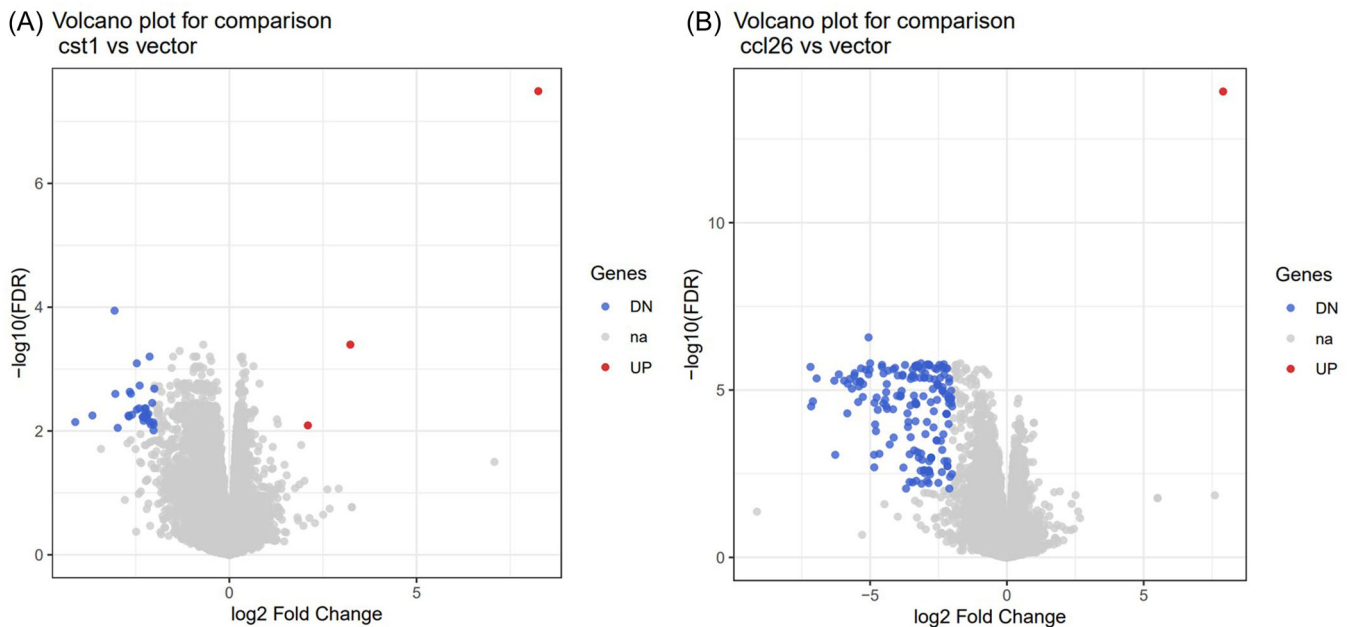 (A) Volcano plot for comparison
cst1 vs vector
−log10(FDR)
6
4
2
0
0
5
log2 Fold Change
Genes
DN
na
UP
(B) Volcano plot for comparison
ccl26 vs vector
−log10(FDR)
10
5
0
−5
0
5
log2 Fold Change
Genes
DN
na
UP